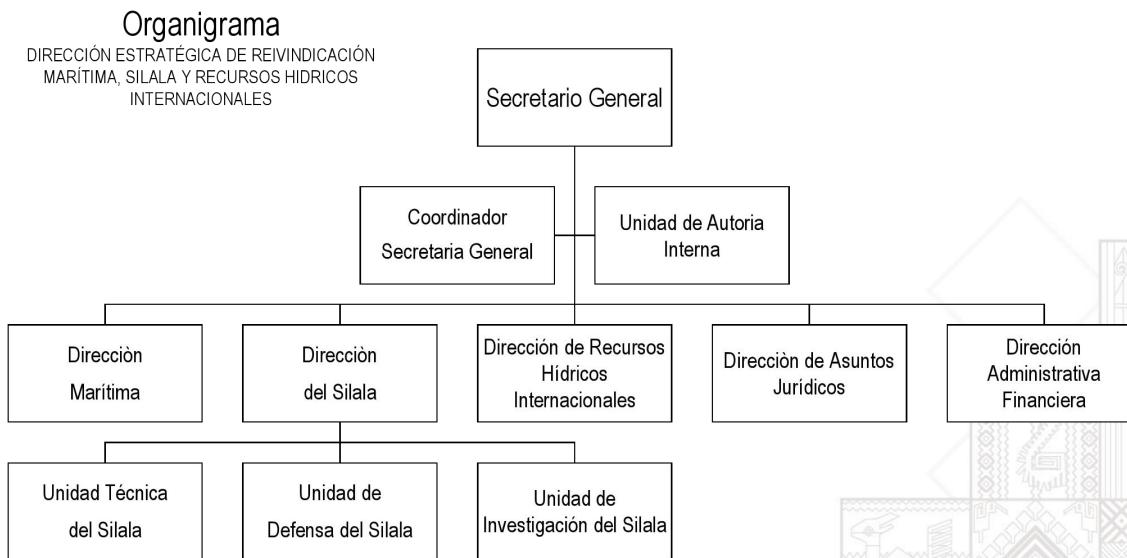 Organigrama
DIRECCIÓN ESTRATÉGICA DE REIVINDICACIÓN
MARÍTIMA, SILALA Y RECURSOS HIDRICOS
INTERNACIONALES
Secretario General
Coordinador
Secretaria General
Unidad de Autoria
Interna
Direcciòn
Marítima
Direcciòn
del Silala
Dirección de Recursos
Hídricos
Internacionales
Direcciòn de Asuntos
Jurídicos
Dirección
Administrativa
Financiera
Unidad Técnica
del Silala
Unidad de
Defensa del Silala
Unidad de
Investigación del Silala